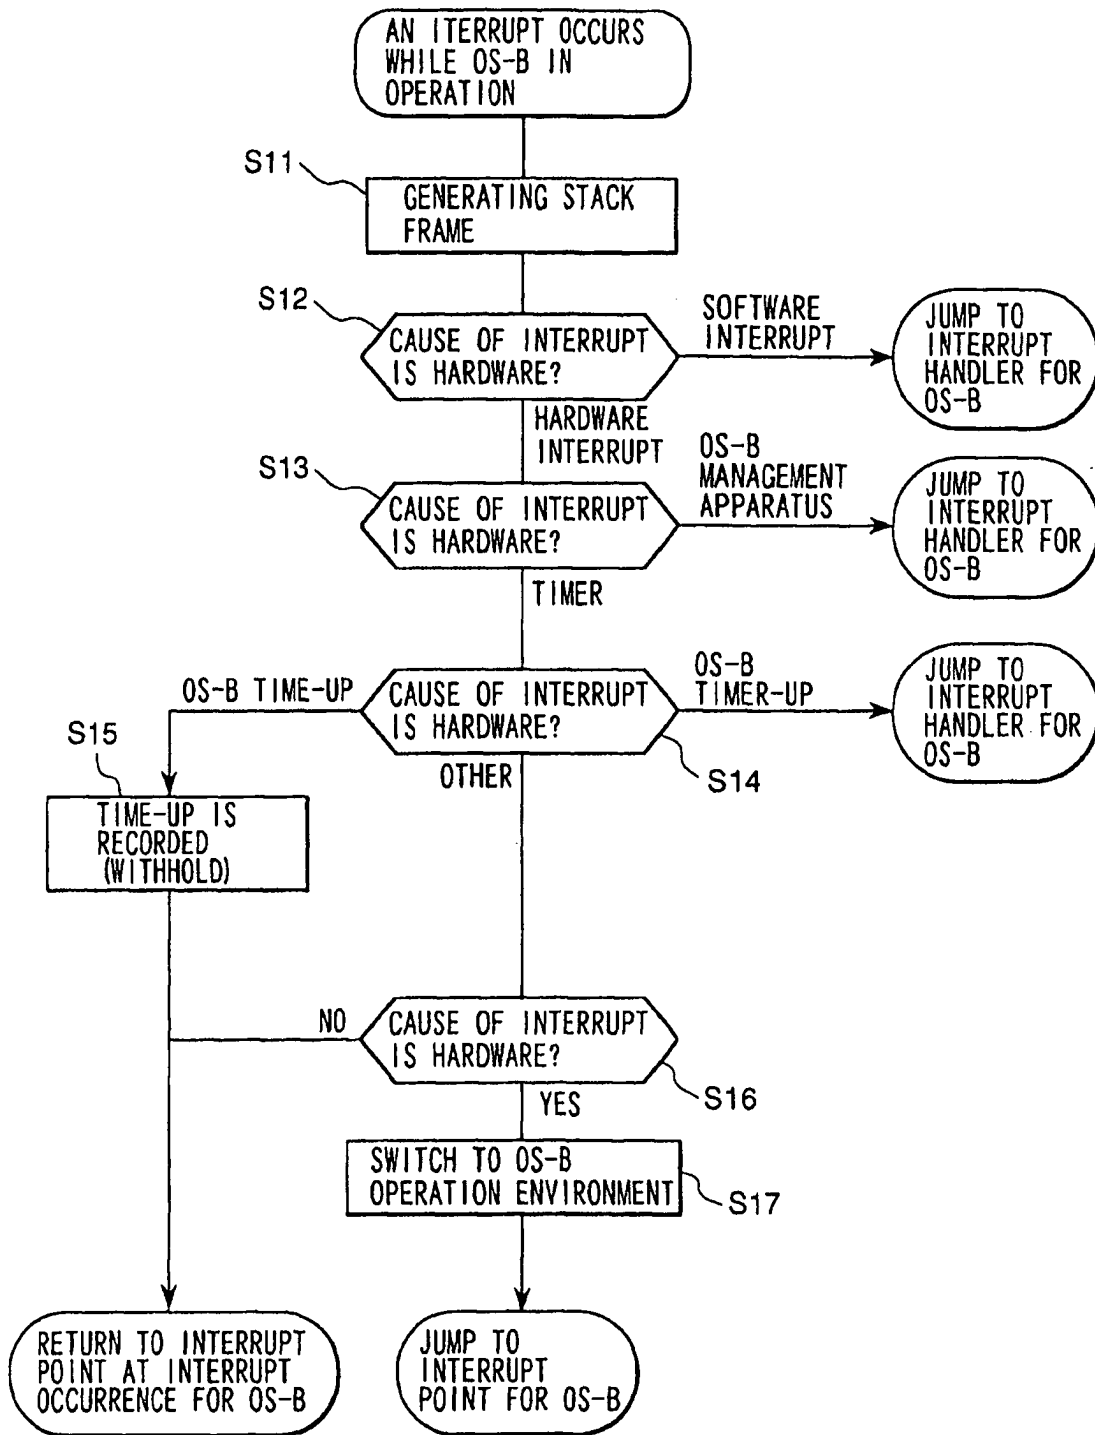 AN ITERRUPT OCCURS
WHILE OS-B IN
OPERATION
S11
GENERATING STACK
FRAME
S12
CAUSE OF INTERRUPT
IS HARDWARE?
SOFTWARE
INTERRUPT
JUMP TO
INTERRUPT
HANDLER FOR
OS-B
HARDWARE
INTERRUPT
S13
CAUSE OF INTERRUPT
IS HARDWARE?
OS-B
MANAGEMENT
APPARATUS
JUMP TO
INTERRUPT
HANDLER FOR
OS-B
TIMER
OS-B TIME-UP
CAUSE OF INTERRUPT
IS HARDWARE?
OS-B
TIMER-UP
JUMP TO
INTERRUPT
HANDLER FOR
OS-B
S14
S15
OTHER
TIME-UP IS
RECORDED
(WITHHOLD)
NO
CAUSE OF INTERRUPT
IS HARDWARE?
S16
YES
SWITCH TO OS-B
OPERATION ENVIRONMENT
S17
RETURN TO INTERRUPT
POINT AT INTERRUPT
OCCURRENCE FOR OS-B
JUMP TO
INTERRUPT
POINT FOR OS-B